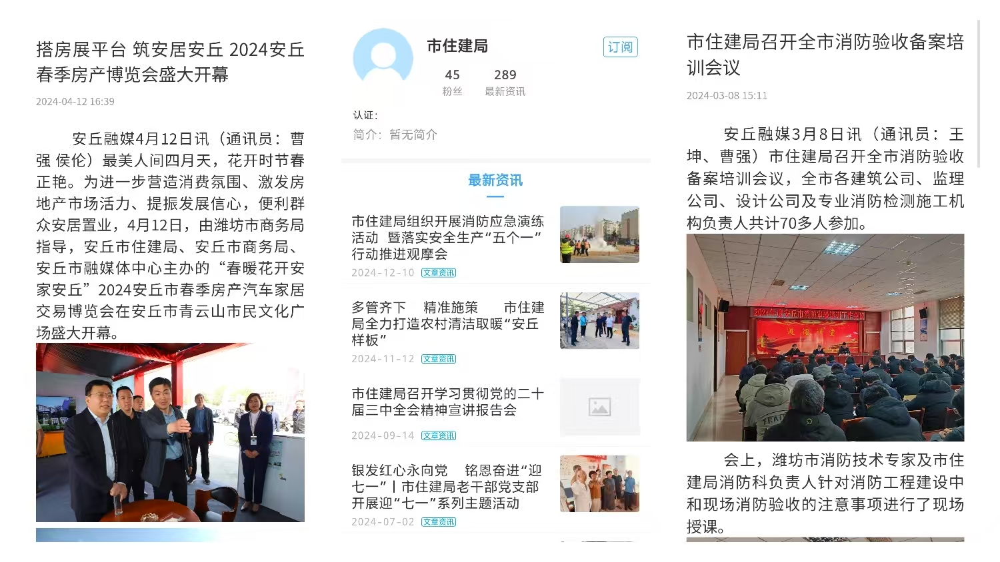 搭房展平台 筑安居安丘 2024安丘
春季房产博览会盛大开幕
2024-04-12 16:39
安丘融媒4月12日讯（通讯员：曹
强 侯伦）最美人间四月天，花开时节春
正艳。为进一步营造消费氛围、激发房
地产市场活力、提振发展信心，便利群
众安居置业，4月12日，由潍坊市商务局
指导，安丘市住建局、安丘市商务局、
安丘市融媒体中心主办的“春暖花开安
家安丘”2024安丘市春季房产汽车家居
交易博览会在安丘市青云山市民文化广
场盛大开幕。
市住建局
订阅
45
289
粉丝
最新资讯
认证：
简介：暂无简介
最新资讯
市住建局组织开展消防应急演练
活动 暨落实安全生产“五个一”
行动推进观摩会
2024-12-10 文章资讯
多管齐下 精准施策 市住建
局全力打造农村清洁取暖“安丘
样板”
2024-11-12 文章资讯
市住建局召开学习贯彻党的二十
届三中全会精神宣讲报告会
2024-09-14 文章资讯
银发红心永向党 铭恩奋进“迎
七一”丨市住建局老干部党支部
开展迎“七一”系列主题活动
2024-07-02 文章资讯
市住建局召开全市消防验收备案培
训会议
2024-03-08 15:11
安丘融媒3月8日讯（通讯员：王
坤、曹强）市住建局召开全市消防验收
备案培训会议，全市各建筑公司、监理
公司、设计公司及专业消防检测施工机
构负责人共计70多人参加。
2024年度安丘市消防审验培训工作会议
道德讲堂
会上，潍坊市消防技术专家及市住
建局消防科负责人针对消防工程建设中
和现场消防验收的注意事项进行了现场
授课。